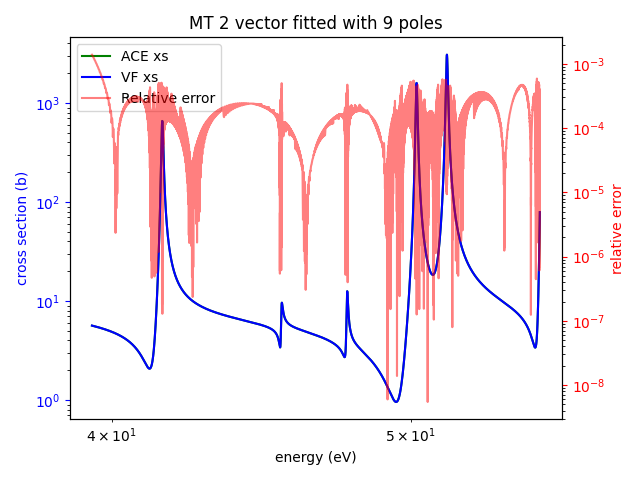 MT 2 vector fitted with 9 poles
ACE xs
VF xs
Relative error
10³
10²
10¹
10⁰
cross section (b)
10⁻³
10⁻⁴
10⁻⁵
10⁻⁶
10⁻⁷
10⁻⁸
relative error
4 × 10¹
5 × 10¹
energy (eV)